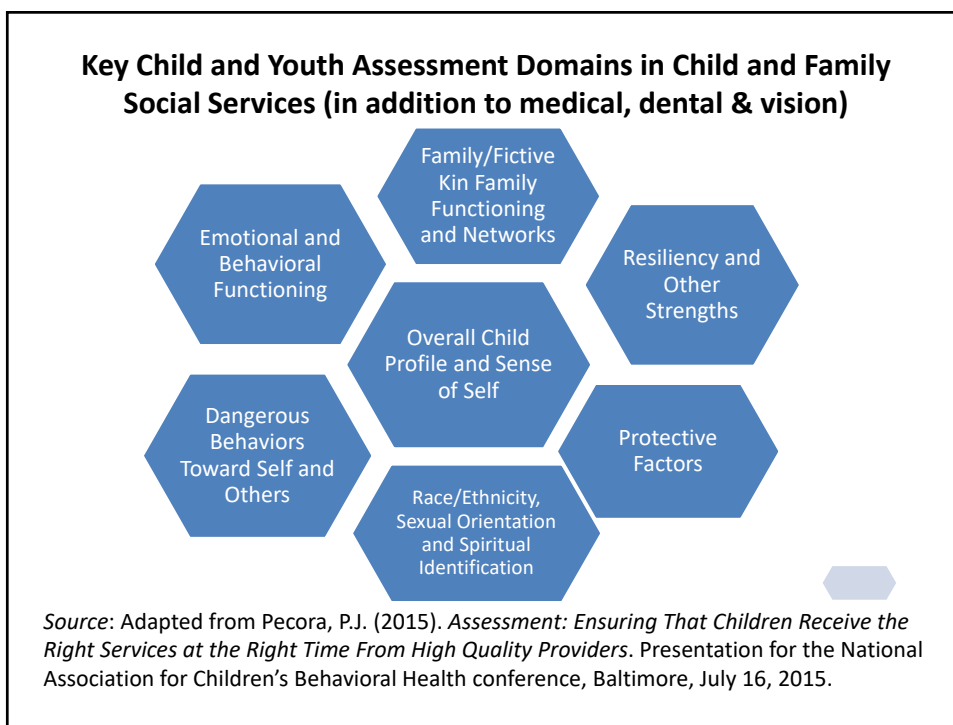 Key Child and Youth Assessment Domains in Child and Family
Social Services (in addition to medical, dental & vision)
Family/Fictive
Kin Family
Functioning
and Networks
Emotional and
Behavioral
Functioning
Resiliency and
Other
Strengths
Overall Child
Profile and Sense
of Self
Dangerous
Behaviors
Toward Self and
Others
Protective
Factors
Race/Ethnicity,
Sexual Orientation
and Spiritual
Identification
Source: Adapted from Pecora, P.J. (2015). Assessment: Ensuring That Children Receive the
Right Services at the Right Time From High Quality Providers. Presentation for the National
Association for Children’s Behavioral Health conference, Baltimore, July 16, 2015.